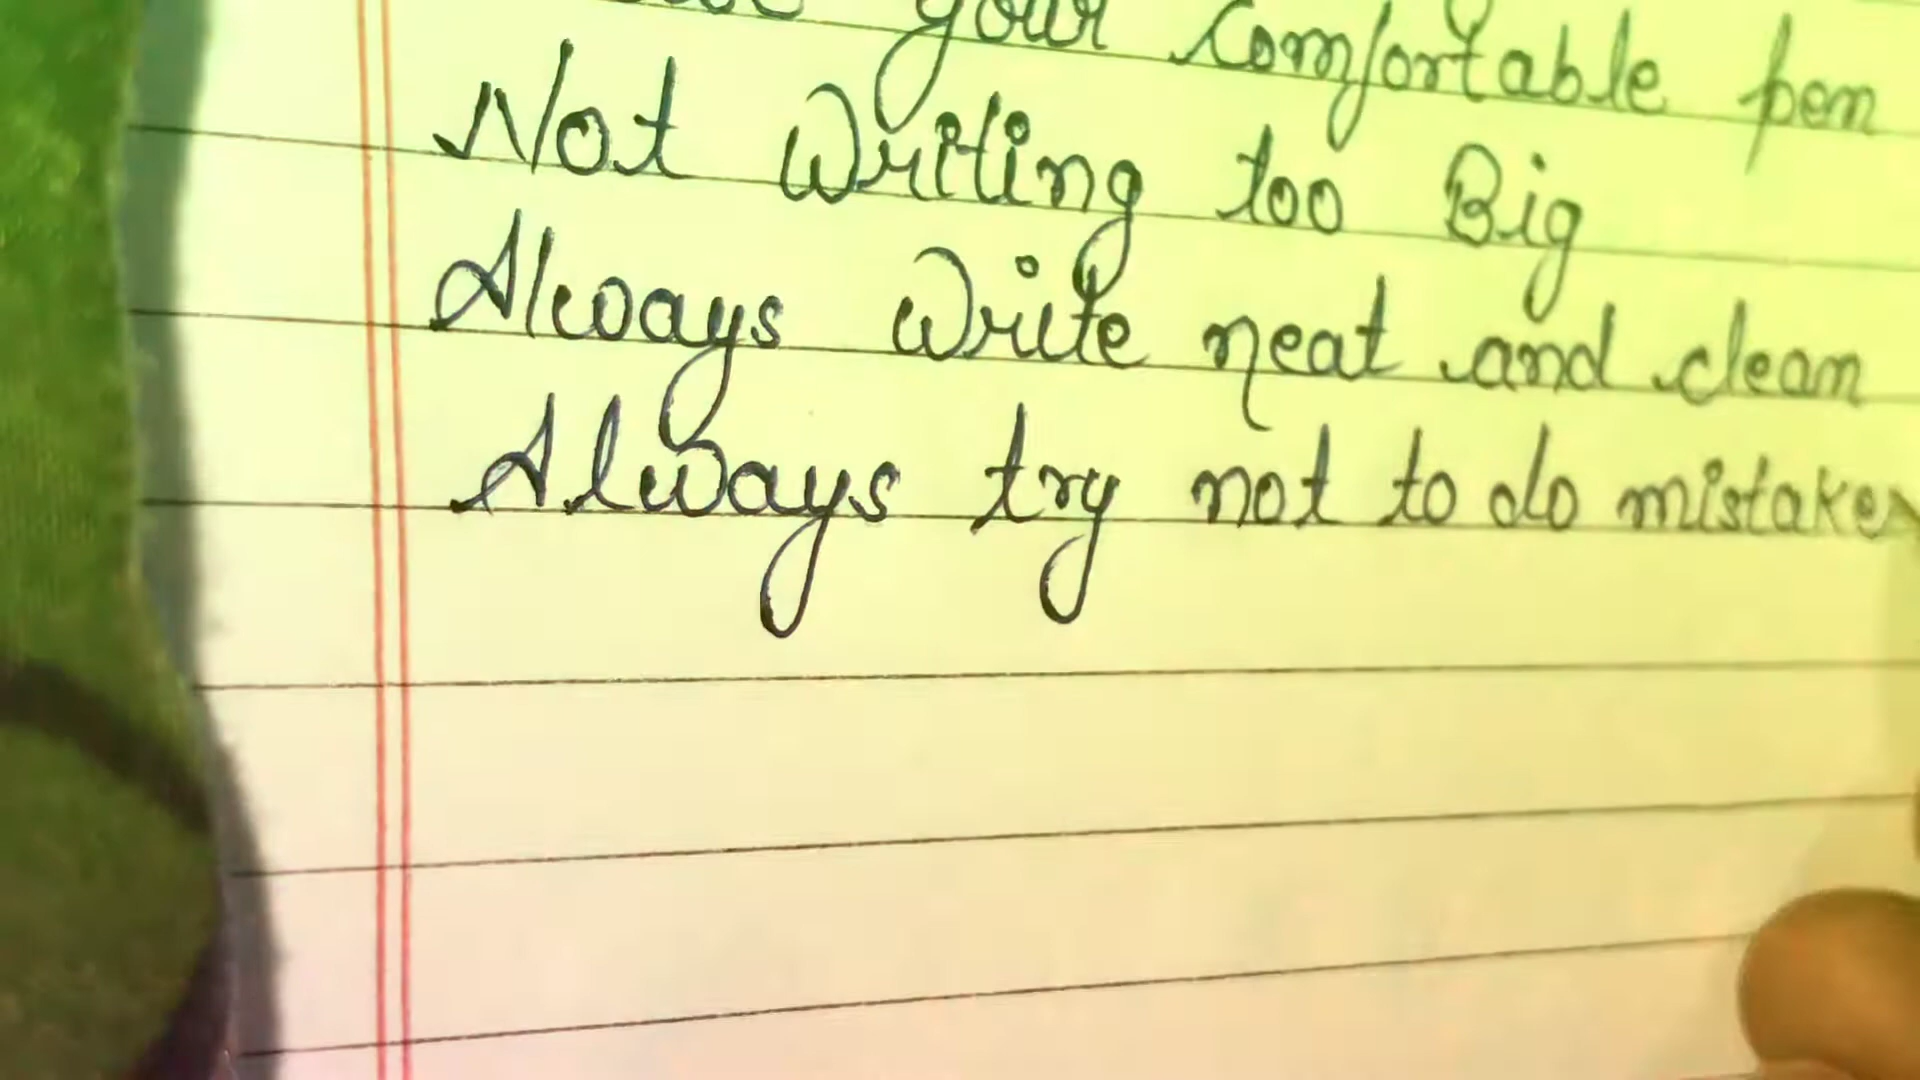 your comfortable pen
Not Writing too Big
Always Write neat and clean
Always try not to do mistakes